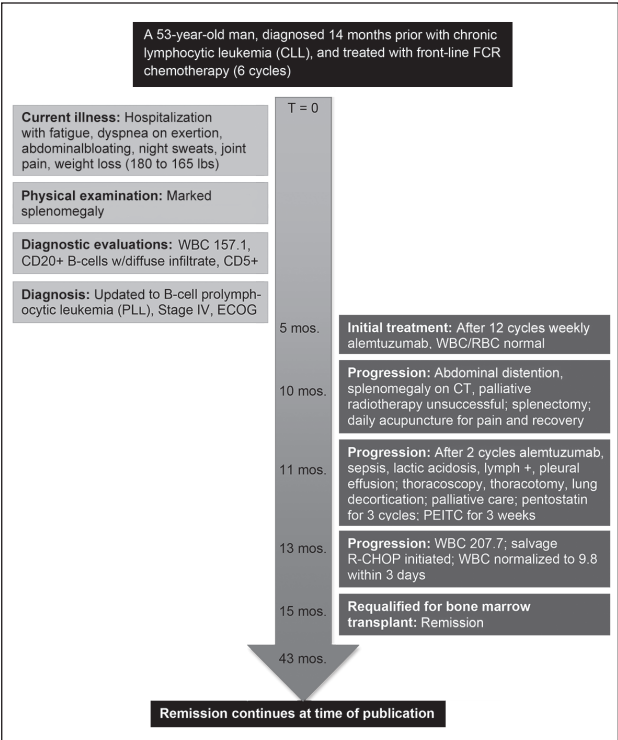 A 53-year-old man, diagnosed 14 months prior with chronic
lymphocytic leukemia (CLL), and treated with front-line FCR
chemotherapy (6 cycles)
T = 0
Current illness: Hospitalization
with fatigue, dyspnea on exertion,
abdominalbloating, night sweats, joint
pain, weight loss (180 to 165 lbs)
Physical examination: Marked
splenomegaly
Diagnostic evaluations: WBC 157.1,
CD20+ B-cells w/diffuse infiltrate, CD5+
Diagnosis: Updated to B-cell prolymph-
ocytic leukemia (PLL), Stage IV, ECOG
5 mos.
Initial treatment: After 12 cycles weekly
alemtuzumab, WBC/RBC normal
10 mos.
Progression: Abdominal distention,
splenomegaly on CT, palliative
radiotherapy unsuccessful; splenectomy;
daily acupuncture for pain and recovery
11 mos.
Progression: After 2 cycles alemtuzumab,
sepsis, lactic acidosis, lymph +, pleural
effusion; thoracoscopy, thoracotomy, lung
decortication; palliative care; pentostatin
for 3 cycles; PEITC for 3 weeks
13 mos.
Progression: WBC 207.7; salvage
R-CHOP initiated; WBC normalized to 9.8
within 3 days
15 mos.
Requalified for bone marrow
transplant: Remission
43 mos.
Remission continues at time of publication